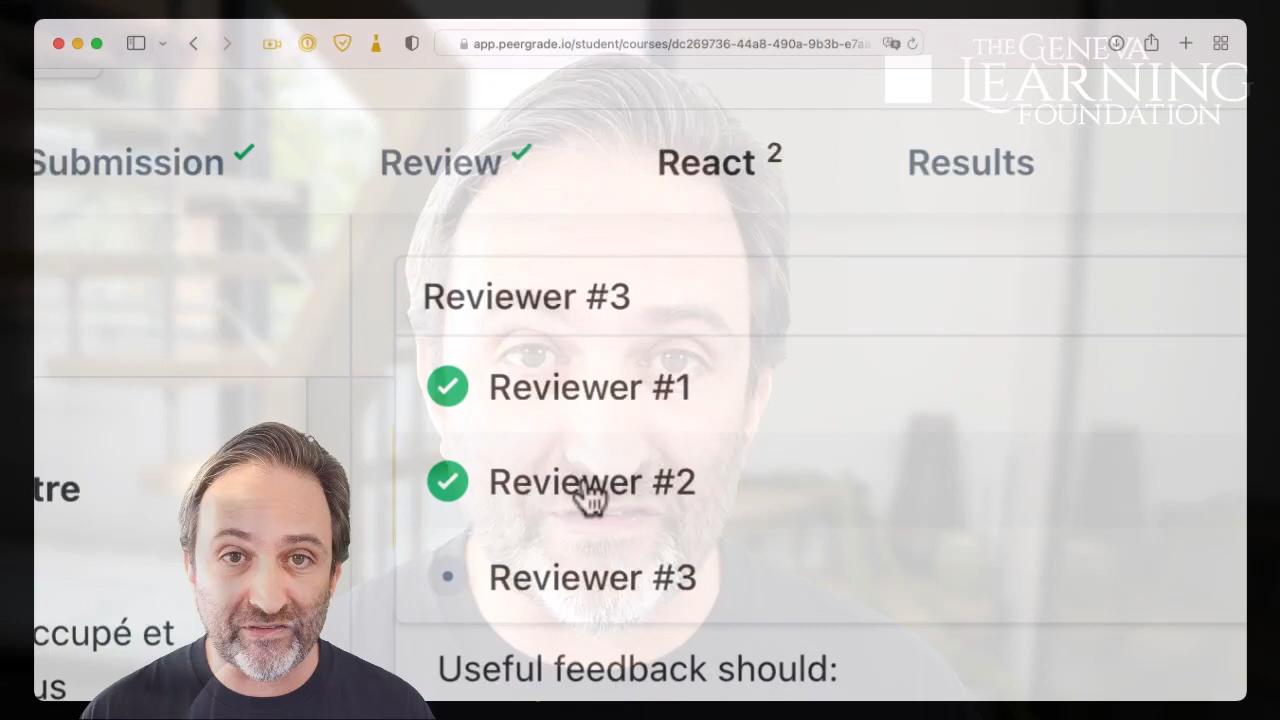 app.peergrade.io/student/courses/dc269736-44a8-490a-9b3b-e7aa
THE GENEVA
LEARNING
FOUNDATION
Submission
Review
React 2
Results
Reviewer #3
Reviewer #1
Reviewer #2
Reviewer #3
tre
ccupé et
us
Useful feedback should: